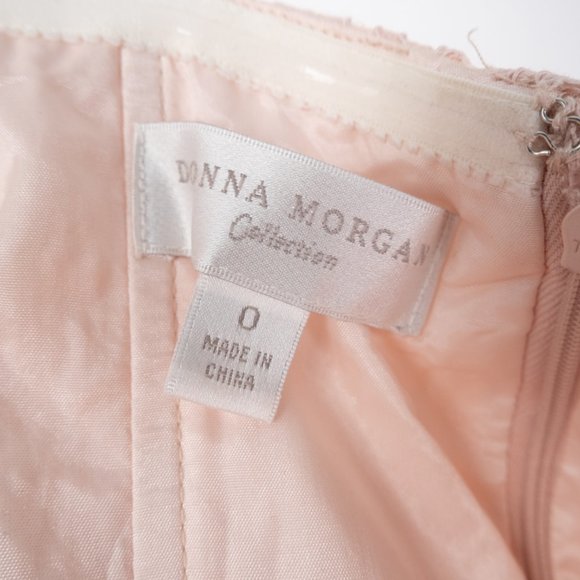 DONNA MORGAN
Collection
0
MADE IN
CHINA